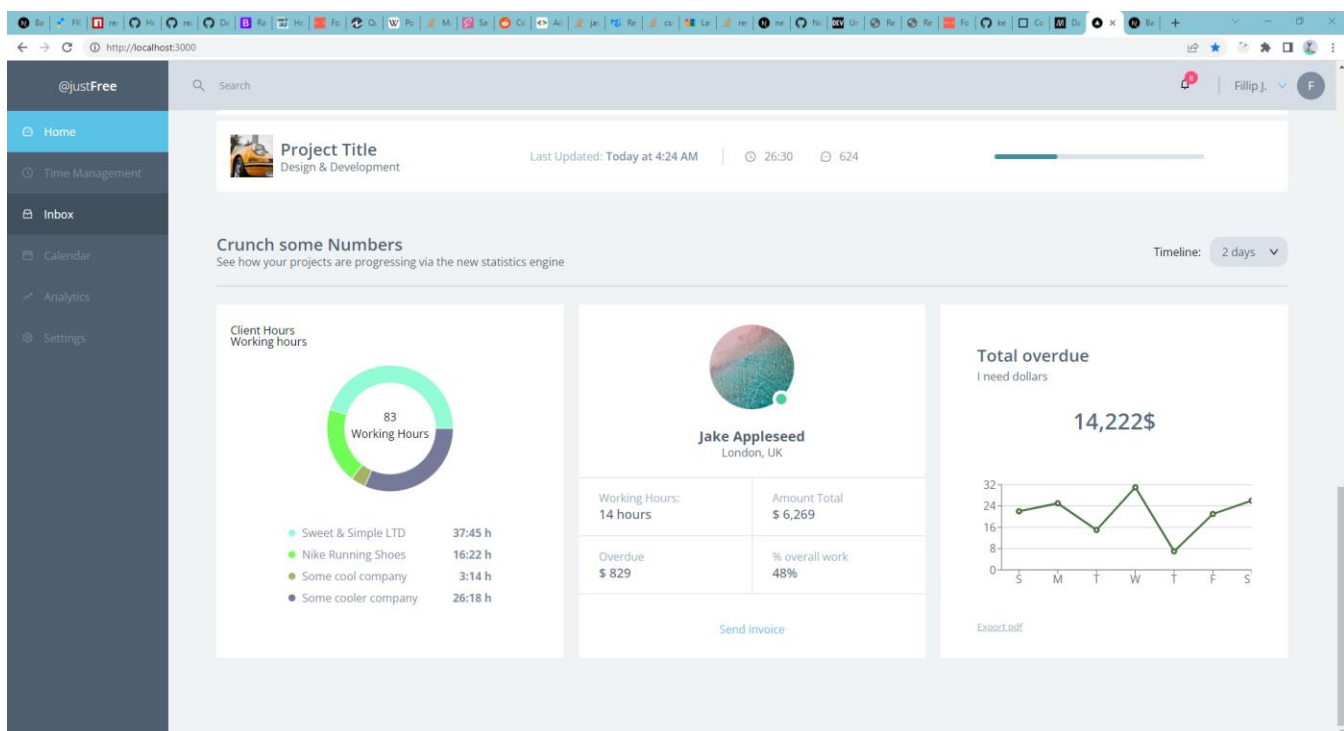 http://localhost:3000
@justFree
Search
8
Fillip J.
F
Home
Time Management
Inbox
Calendar
Analytics
Settings
Project Title
Design & Development
Last Updated: Today at 4:24 AM
26:30
624
Crunch some Numbers
See how your projects are progressing via the new statistics engine
Timeline:
2 days
Client Hours
Working hours
83
Working Hours
Sweet & Simple LTD 37:45 h
Nike Running Shoes 16:22 h
Some cool company 3:14 h
Some cooler company 26:18 h
Jake Appleseed
London, UK
Working Hours:
14 hours
Amount Total
$ 6,269
Overdue
$ 829
% overall work
48%
Send invoice
Total overdue
I need dollars
14,222$
32
24
16
8
0
S M T W T F S
Export pdf